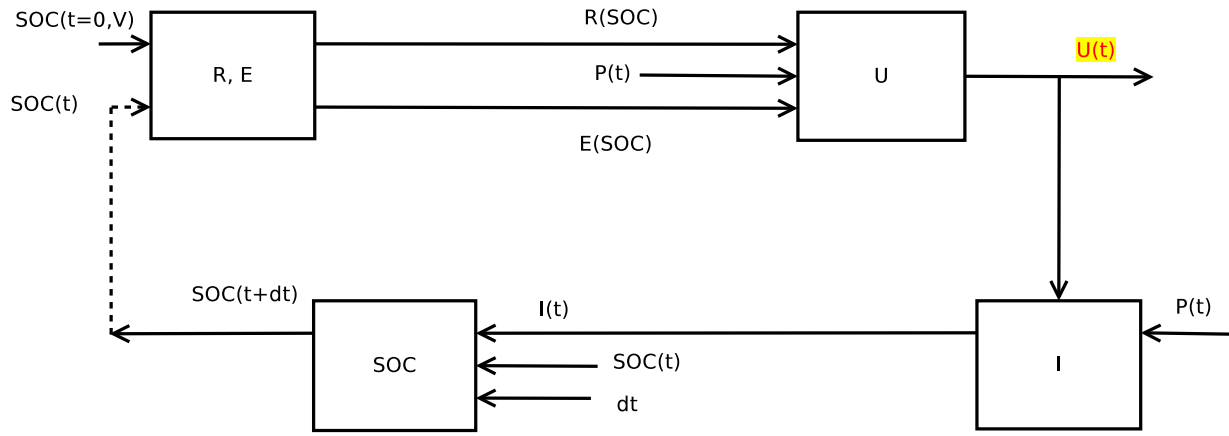 SOC(t=0,V)
R(SOC)
U(t)
R, E
P(t)
U
SOC(t)
E(SOC)
SOC(t+dt)
I(t)
P(t)
SOC
SOC(t)
I
dt